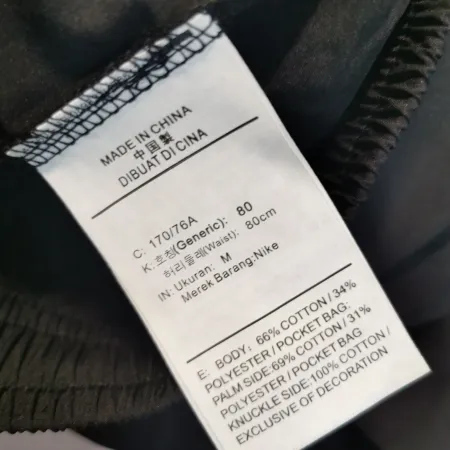 MADE IN CHINA
中国製
DIBUAT DI CINA
C: 170/76A
K: 호칭(Generic): 80
허리둘레(Waist): 80cm
IN: Ukuran: M
Merek Barang:Nike
E: BODY: 66% COTTON / 34%
POLYESTER / POCKET BAG:
PALM SIDE:69% COTTON / 31%
POLYESTER / POCKET BAG
KNUCKLE SIDE:100% COTTON /
EXCLUSIVE OF DECORATION